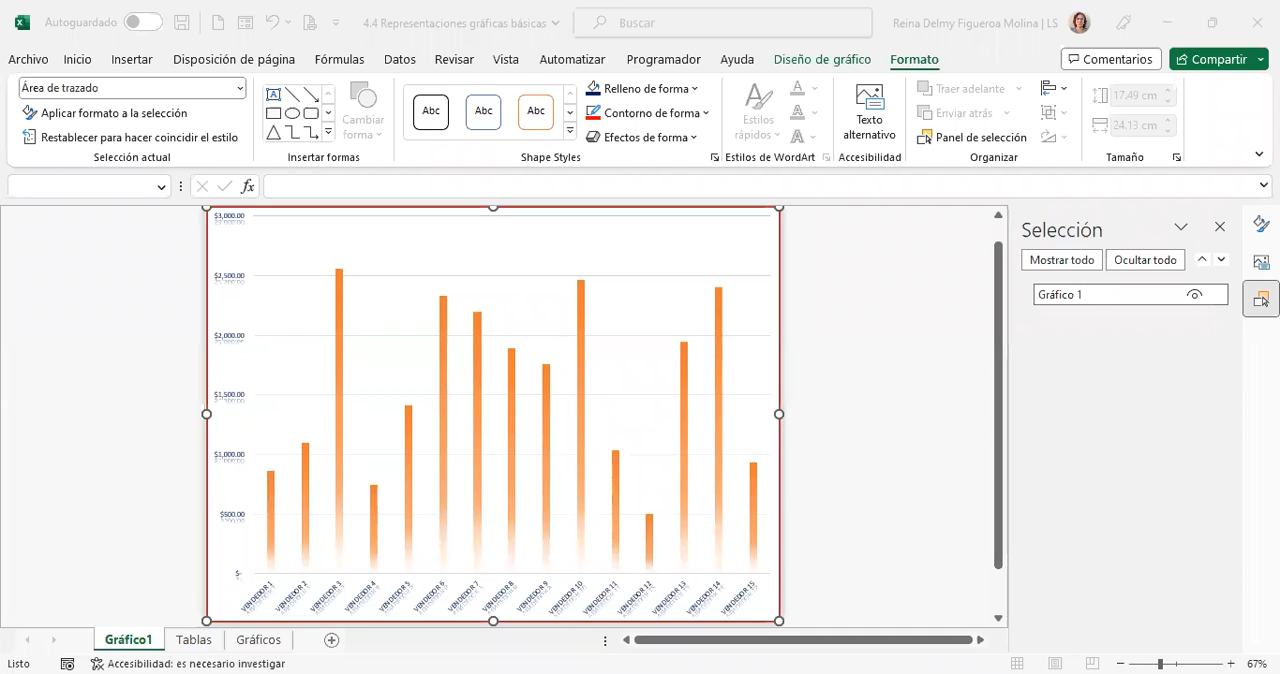 Autoguardado
4.4 Representaciones gráficas básicas
Buscar
Reina Delmy Figueroa Molina | LS
Archivo Inicio Insertar Disposición de página Fórmulas Datos Revisar Vista Automatizar Programador Ayuda Diseño de gráfico Formato
Comentarios
Compartir
Área de trazado
Aplicar formato a la selección
Restablecer para hacer coincidir el estilo
Selección actual
Cambiar
forma
Insertar formas
Abc Abc Abc
Relleno de forma
Contorno de forma
Efectos de forma
Shape Styles
Estilos
rápidos
Estilos de WordArt
Texto
alternativo
Accesibilidad
Traer adelante
Enviar atrás
Panel de selección
Organizar
17.49 cm
24.13 cm
Tamaño
fx
$3,000.00
$2,500.00
$2,000.00
$1,500.00
$1,000.00
$500.00
$-
VENDEDOR 1
VENDEDOR 2
VENDEDOR 3
VENDEDOR 4
VENDEDOR 5
VENDEDOR 6
VENDEDOR 7
VENDEDOR 8
VENDEDOR 9
VENDEDOR 10
VENDEDOR 11
VENDEDOR 12
VENDEDOR 13
VENDEDOR 14
VENDEDOR 15
Selección
Mostrar todo Ocultar todo
Gráfico 1
Gráfico1 Tablas Gráficos
Listo
Accesibilidad: es necesario investigar
67%